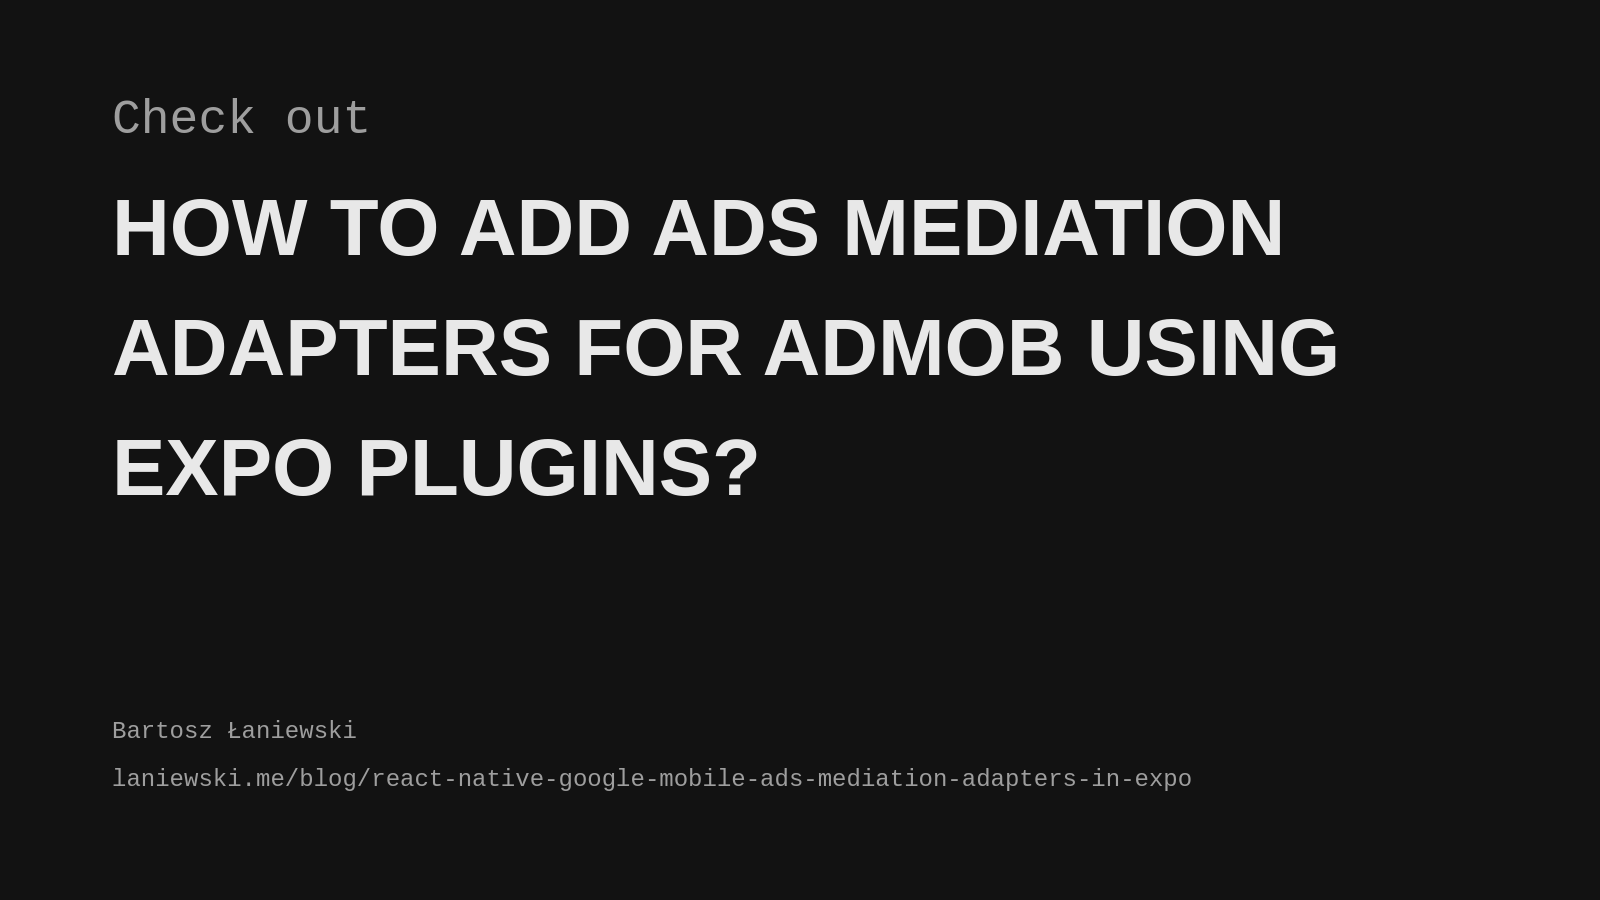 Check out
HOW TO ADD ADS MEDIATION
ADAPTERS FOR ADMOB USING
EXPO PLUGINS?
Bartosz Łaniewski
laniewski.me/blog/react-native-google-mobile-ads-mediation-adapters-in-expo